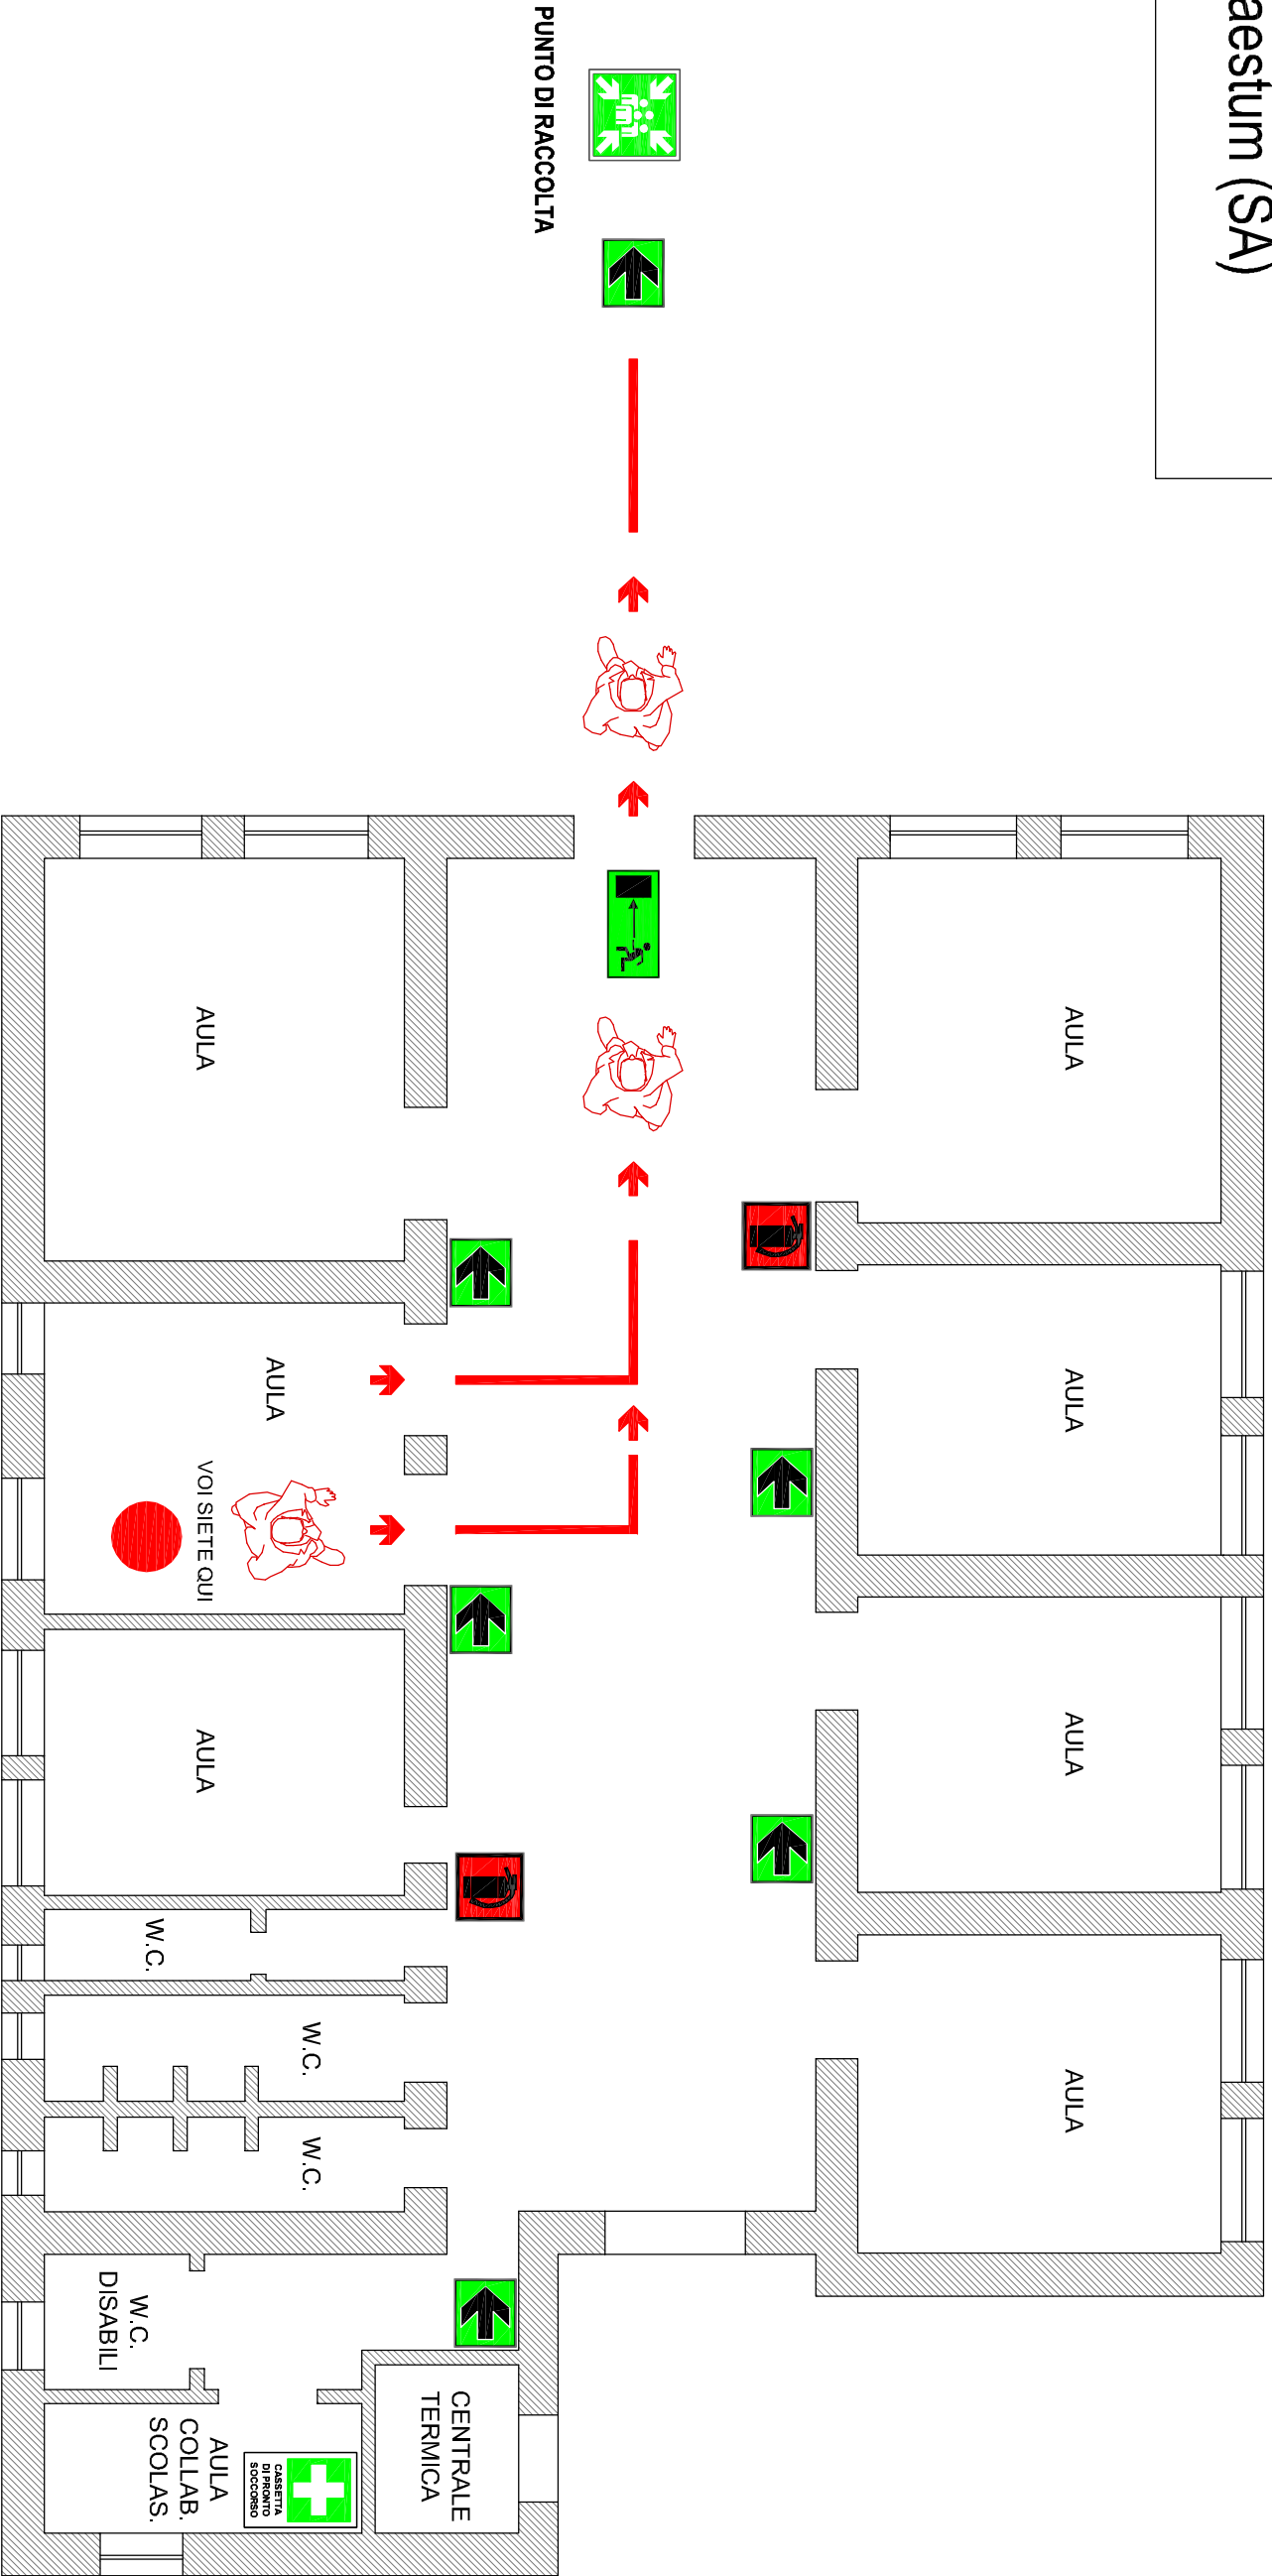 aestum (SA)
PUNTO DI RACCOLTA
AULA
AULA
AULA
AULA
AULA
AULA
VOI SIETE QUI
AULA
W.C.
W.C.
W.C.
W.C.
DISABILI
CENTRALE
TERMICA
AULA
COLLAB.
SCOLAS.
CASSETTA
DI PRONTO
SOCCORSO